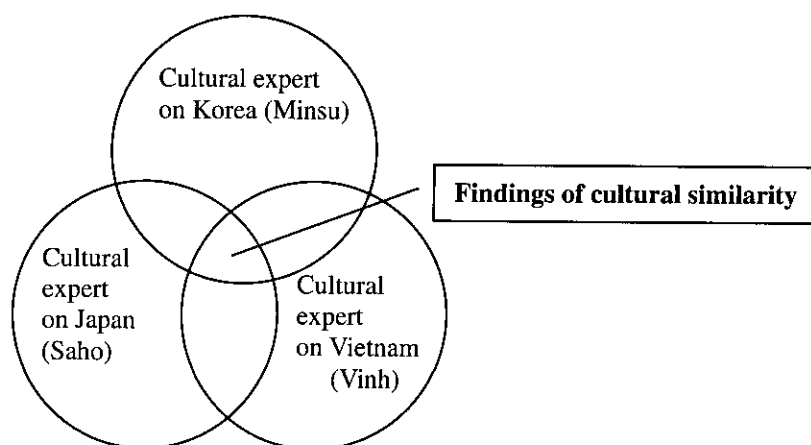 Cultural expert
on Korea (Minsu)
Findings of cultural similarity
Cultural
expert
on Japan
(Saho)
Cultural
expert
on Vietnam
(Vinh)